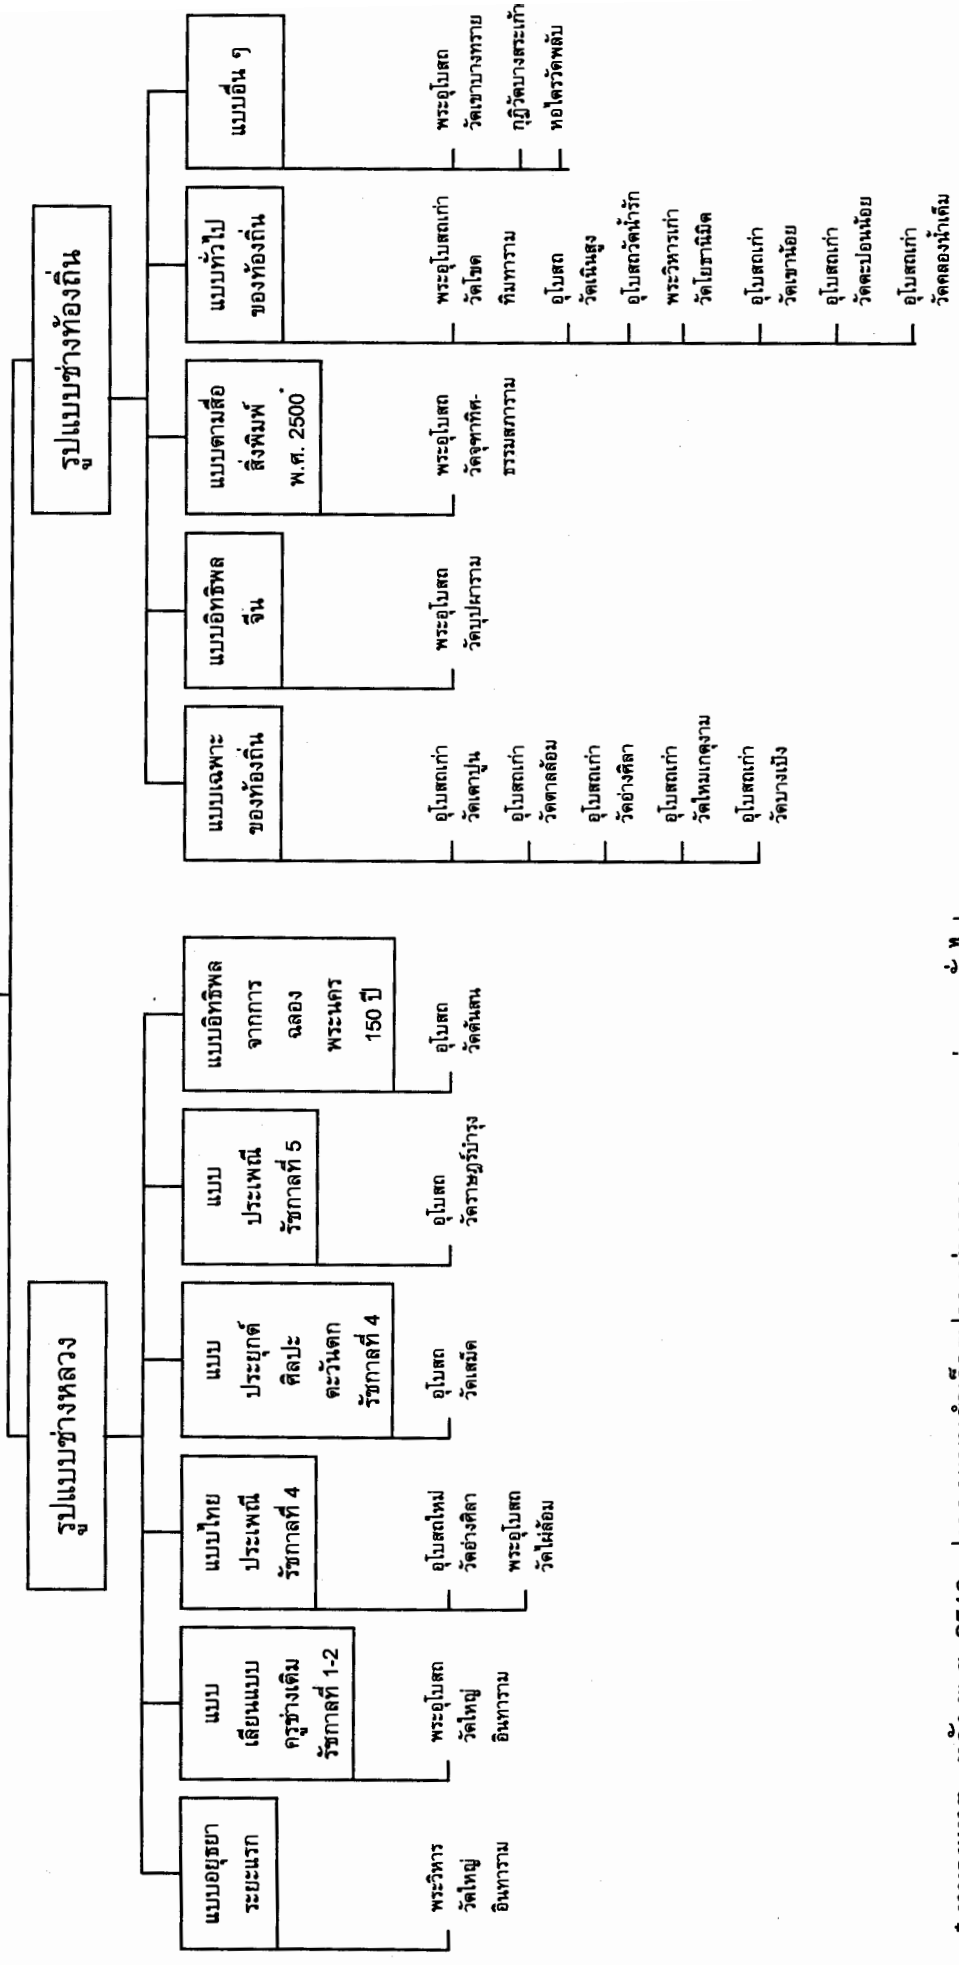 รูปแบบช่างหลวง
รูปแบบช่างท้องถิ่น
แบบอยุธยา
ระยะแรก
พระวิหาร
วัดใหญ่
อินทาราม
แบบ
เลียนแบบ
ครูช่างเดิม
รัชกาลที่ 1-2
พระอุโบสถ
วัดใหญ่
อินทาราม
แบบไทย
ประเพณี
รัชกาลที่ 4
อุโบสถใหม่
วัดอ่างศิลา
พระอุโบสถ
วัดไผ่ล้อม
แบบ
ประยุกต์
ศิลปะ
ตะวันตก
รัชกาลที่ 4
อุโบสถ
วัดเสม็ด
แบบ
ประเพณี
รัชกาลที่ 5
อุโบสถ
วัดราษฎร์บำรุง
แบบอิทธิพล
จากการ
ฉลอง
พระนคร
150 ปี
อุโบสถ
วัดต้นสน
แบบเฉพาะ
ของท้องถิ่น
อุโบสถเก่า
วัดเตาปูน
อุโบสถเก่า
วัดตาลล้อม
อุโบสถเก่า
วัดอ่างศิลา
อุโบสถเก่า
วัดใหม่เกตุงาม
อุโบสถเก่า
วัดบางเป้ง
แบบอิทธิพล
จีน
พระอุโบสถ
วัดบุปผาราม
แบบตามสื่อ
สิ่งพิมพ์
พ.ศ. 2500*
พระอุโบสถ
วัดจุฑาทิศ-
ธรรมสภาราม
แบบทั่วไป
ของท้องถิ่น
พระอุโบสถเก่า
วัดโขด
ทิมทาราม
อุโบสถ
วัดเนินสูง
อุโบสถวัดน้ำรัก
พระวิหารเก่า
วัดโยธานิมิต
อุโบสถเก่า
วัดเขาน้อย
อุโบสถเก่า
วัดตะปอนน้อย
อุโบสถเก่า
วัดคลองน้ำเค็ม
แบบอื่น ๆ
พระอุโบสถ
วัดเขาบางทราย
กุฏิวัดบางสระเก้า
หอไตรวัดพลับ